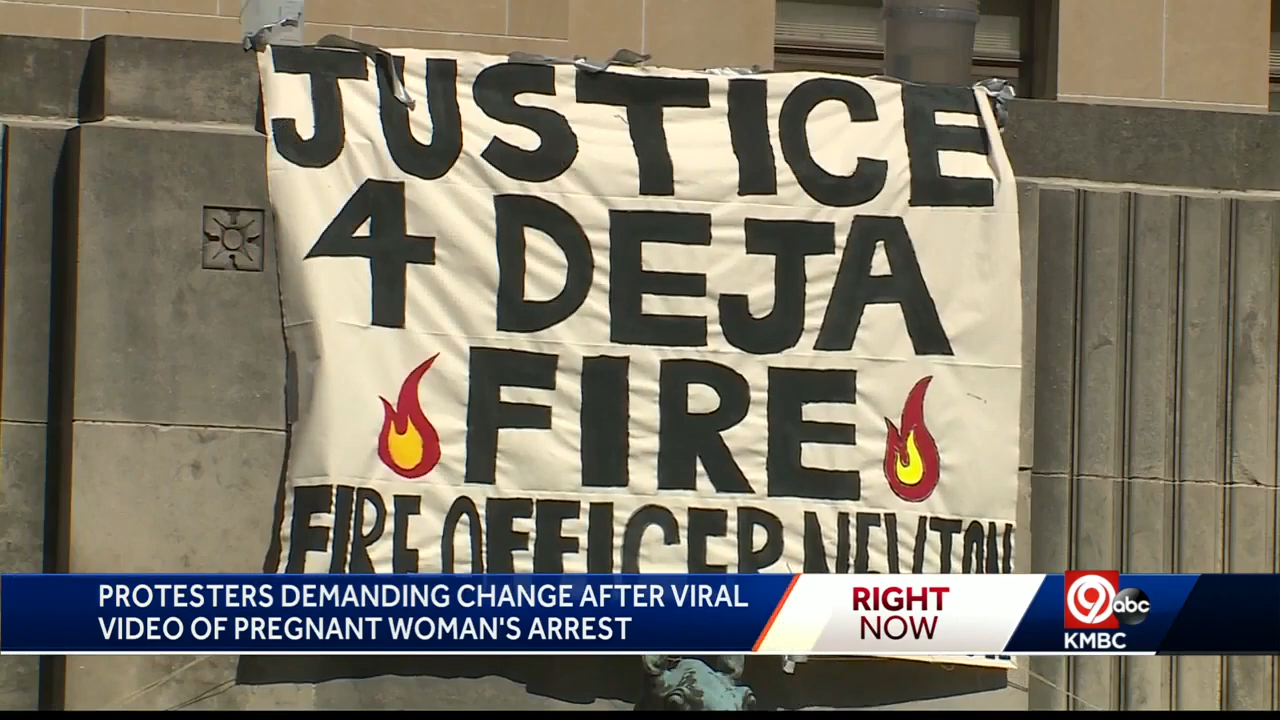 JUSTICE
4 DEJA
FIRE
FIRE OFFICER NEWTON
PROTESTERS DEMANDING CHANGE AFTER VIRAL
VIDEO OF PREGNANT WOMAN'S ARREST
RIGHT
NOW
9 abc
KMBC